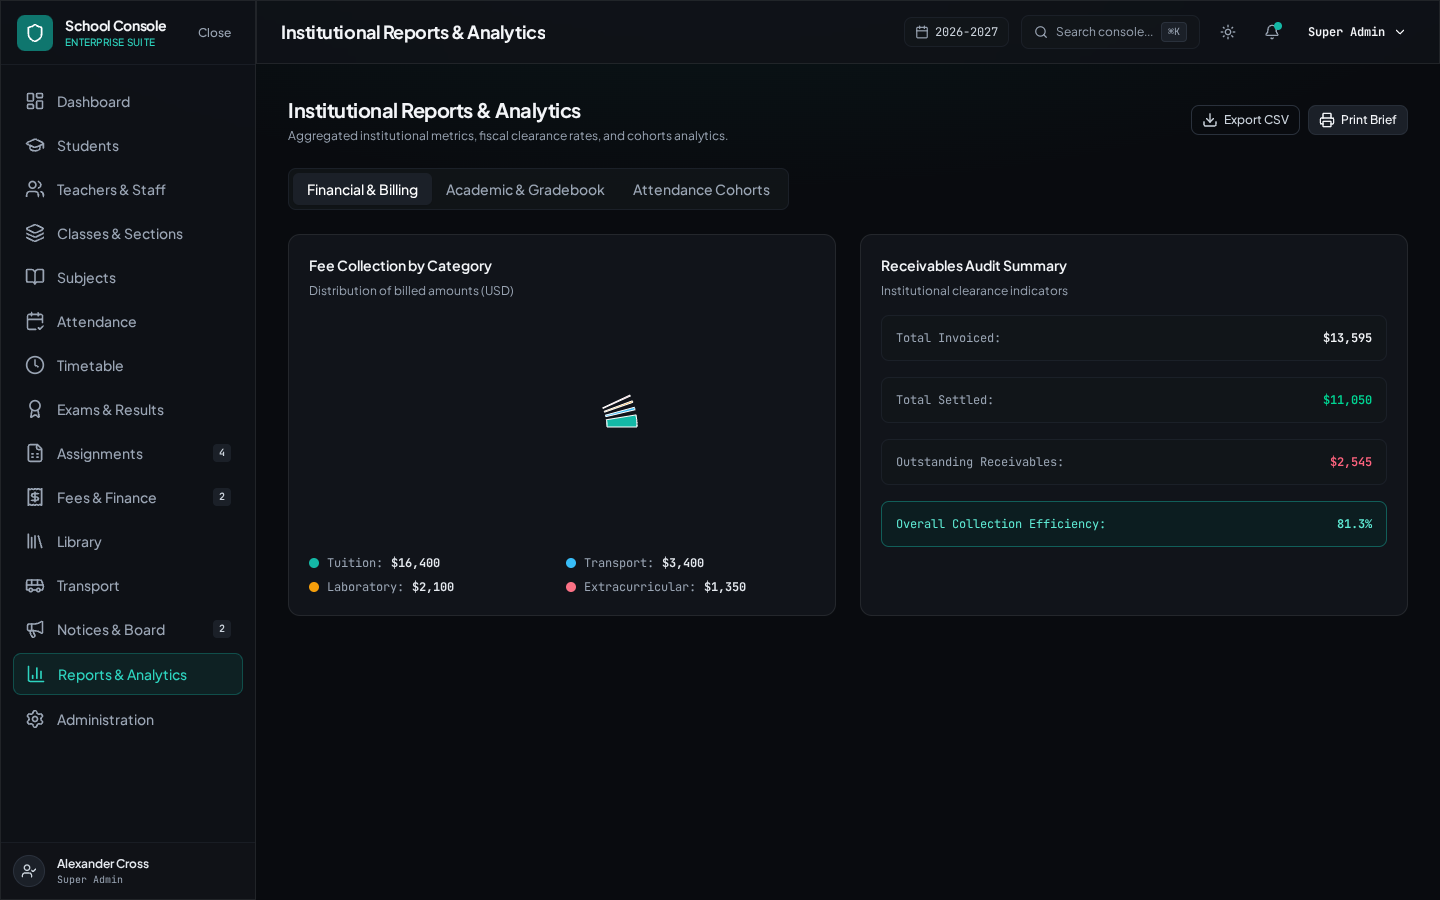 School Console
ENTERPRISE SUITE
Close
Dashboard
Students
Teachers & Staff
Classes & Sections
Subjects
Attendance
Timetable
Exams & Results
Assignments 4
Fees & Finance 2
Library
Transport
Notices & Board 2
Reports & Analytics
Administration
Alexander Cross
Super Admin
Institutional Reports & Analytics
2026-2027
Search console... ⌘K
Super Admin
Institutional Reports & Analytics
Aggregated institutional metrics, fiscal clearance rates, and cohorts analytics.
Export CSV
Print Brief
Financial & Billing
Academic & Gradebook
Attendance Cohorts
Fee Collection by Category
Distribution of billed amounts (USD)
Tuition: $16,400
Transport: $3,400
Laboratory: $2,100
Extracurricular: $1,350
Receivables Audit Summary
Institutional clearance indicators
Total Invoiced: $13,595
Total Settled: $11,050
Outstanding Receivables: $2,545
Overall Collection Efficiency: 81.3%